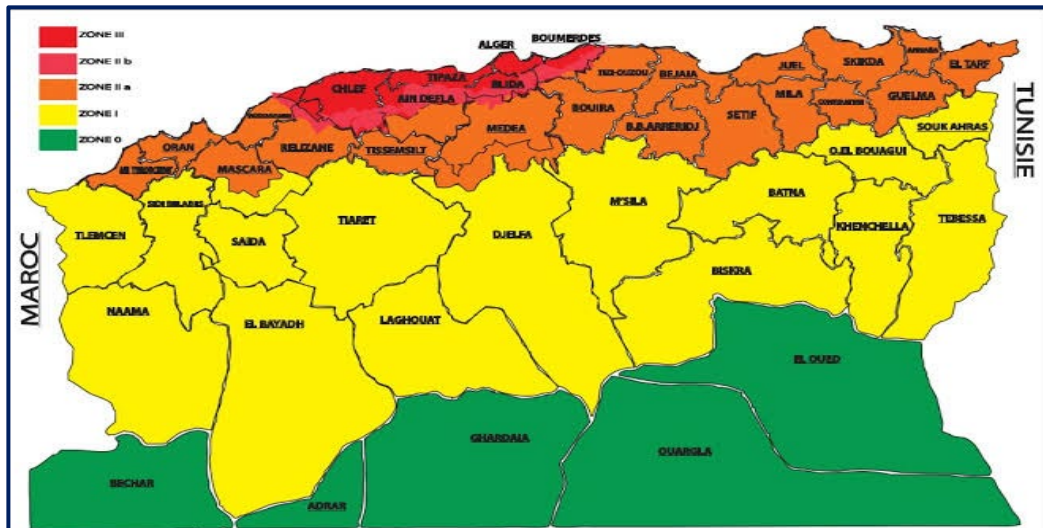 ZONE III
ZONE II b
ZONE II a
ZONE I
ZONE 0
BOUMERDES
ALGER
TIPAZA
BLIDA
CHLEF
AIN DEFLA
TIZI-OUZOU
BEJAIA
JIJEL
SKIKDA
ANNABA
EL TARF
MILA
CONSTANTINE
GUELMA
BOUIRA
SETIF
B.B.ARRERIDJ
MEDEA
ORAN
RELIZANE
TISSEMSILT
MASCARA
SOUK AHRAS
O.EL BOUAGUI
TUNISIE
MAROC
TLEMCEN
SIDI BELABES
SAIDA
TIARET
DJELFA
M'SILA
BATNA
KHENCHELLA
TEBESSA
BISKRA
NAAMA
EL BAYADH
LAGHOUAT
EL OUED
GHARDAIA
OUARGLA
BECHAR
ADRAR